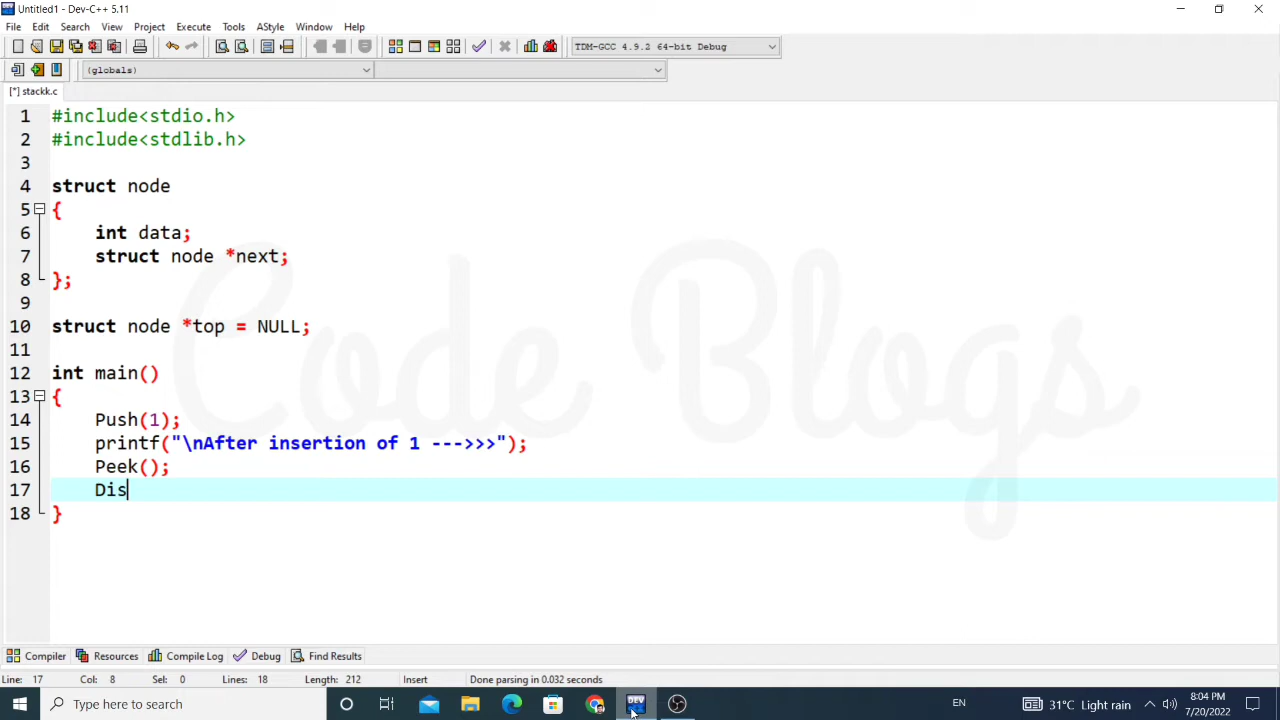 Untitled1 - Dev-C++ 5.11
File Edit Search View Project Execute Tools AStyle Window Help
TDM-GCC 4.9.2 64-bit Debug
(globals)
[*] stackk.c
1 #include<stdio.h>
2 #include<stdlib.h>
3
4 struct node
5 {
6 int data;
7 struct node *next;
8 };
9
10 struct node *top = NULL;
11
12 int main()
13 {
14 Push(1);
15 printf("\nAfter insertion of 1 --->>>");
16 Peek();
17 Dis
18 }
Code Blogs
Compiler Resources Compile Log Debug Find Results
Line: 17 Col: 8 Sel: 0 Lines: 18 Length: 212 Insert Done parsing in 0.032 seconds
Type here to search
DEV
EN
31°C Light rain
8:04 PM
7/20/2022